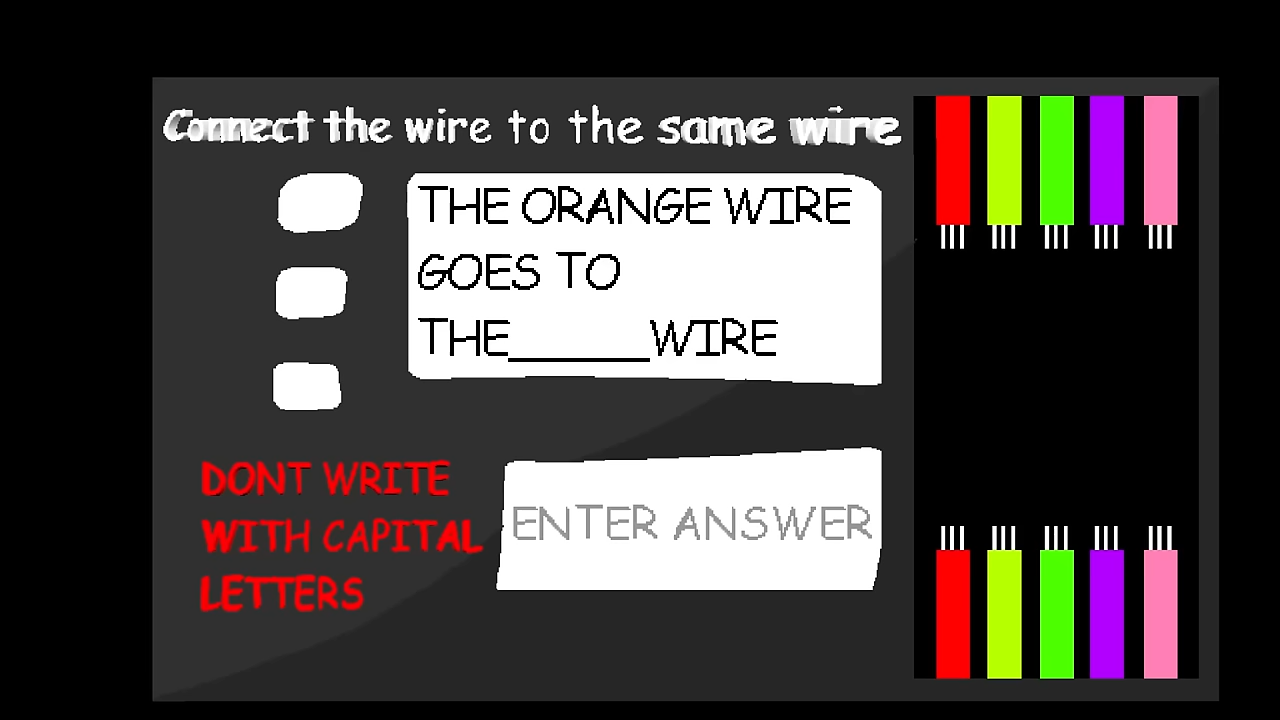 Connect the wire to the same wire
THE ORANGE WIRE
GOES TO
THE______WIRE
DONT WRITE
WITH CAPITAL
LETTERS
ENTER ANSWER